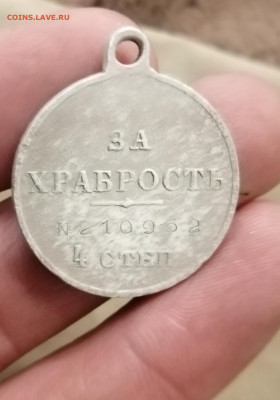 COINS.LAVE.RU
ЗА
ХРАБРОСТЬ
№ 10952
4 СТЕП